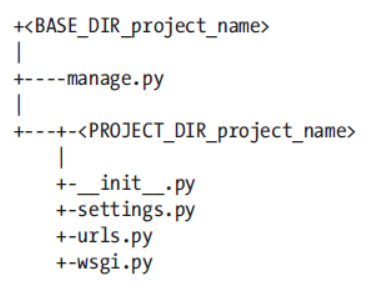 +<BASE_DIR_project_name>
|
+----manage.py
|
+---+-<PROJECT_DIR_project_name>
    |
    +-__init__.py
    +-settings.py
    +-urls.py
    +-wsgi.py